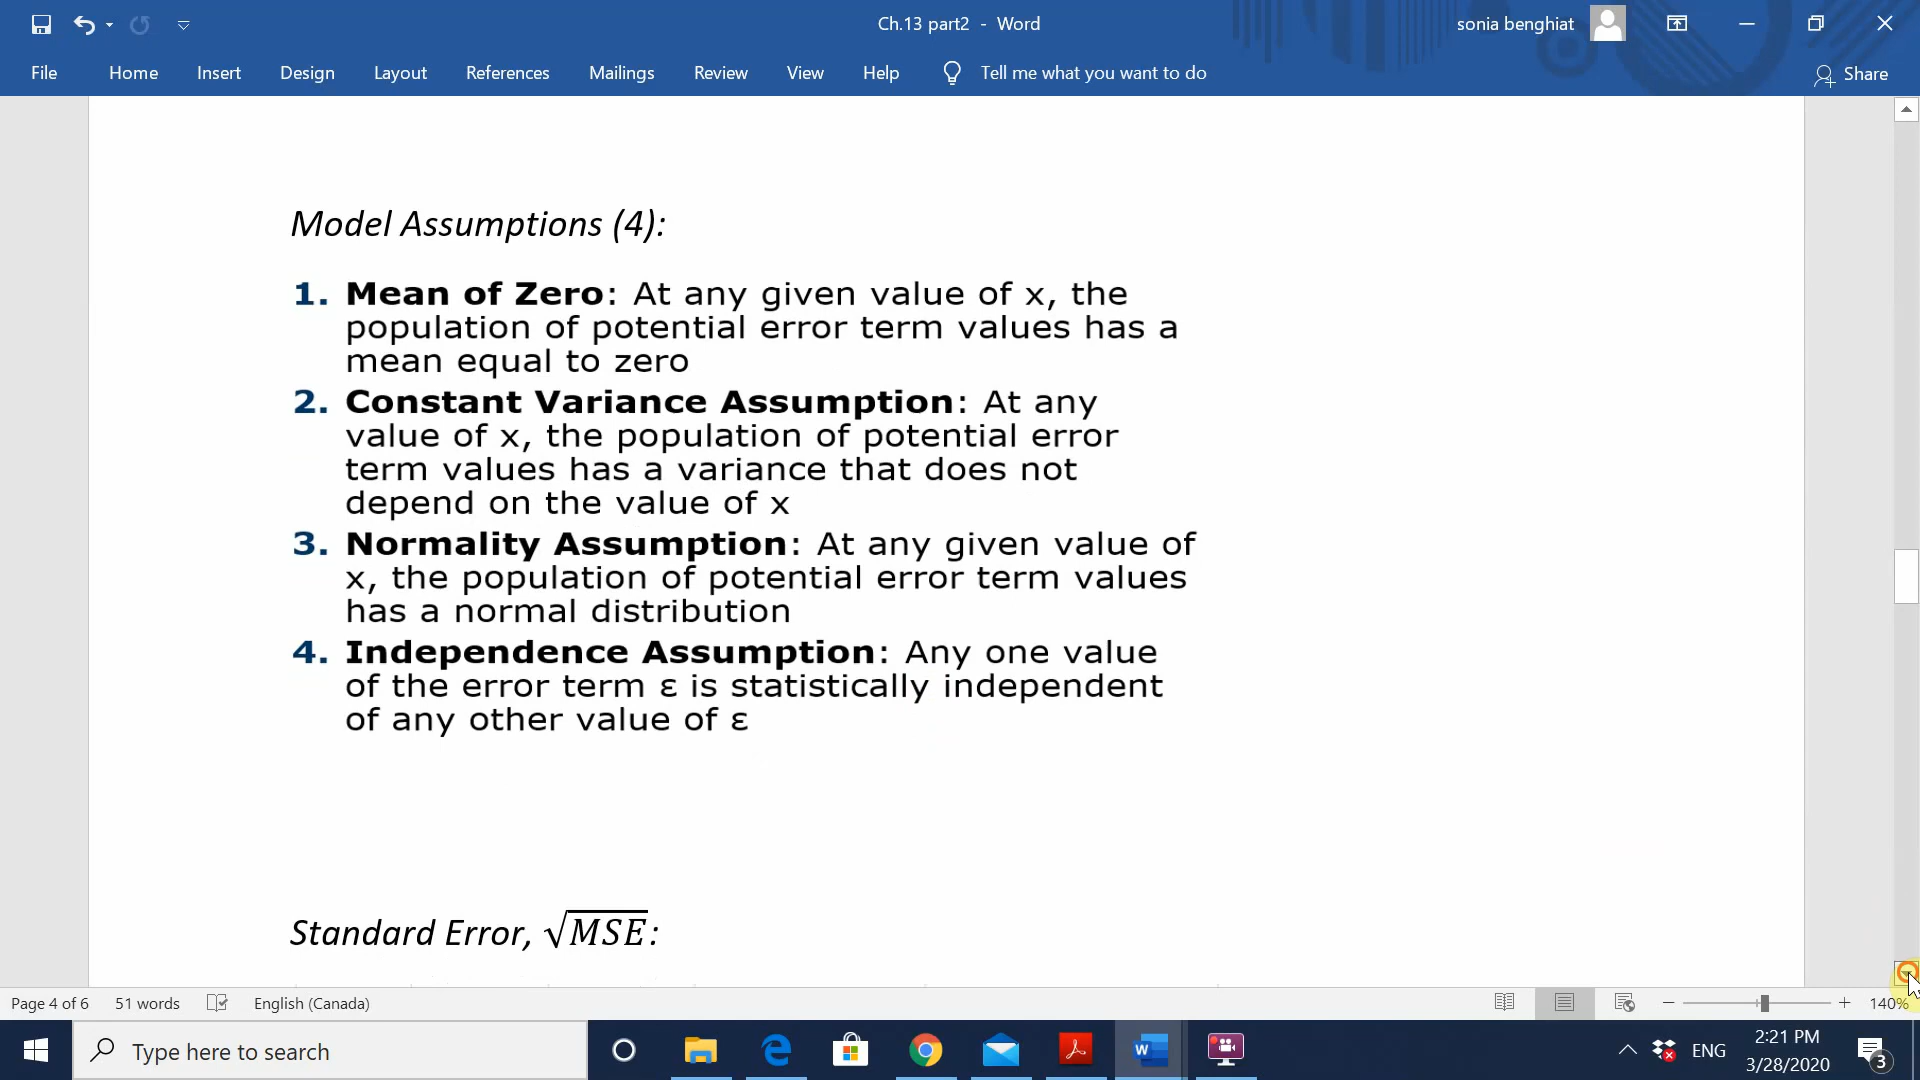 Ch.13 part2 - Word
sonia benghiat
File Home Insert Design Layout References Mailings Review View Help Tell me what you want to do Share
Model Assumptions (4):
1. Mean of Zero: At any given value of x, the
population of potential error term values has a
mean equal to zero
2. Constant Variance Assumption: At any
value of x, the population of potential error
term values has a variance that does not
depend on the value of x
3. Normality Assumption: At any given value of
x, the population of potential error term values
has a normal distribution
4. Independence Assumption: Any one value
of the error term ε is statistically independent
of any other value of ε
Standard Error, √MSE:
Page 4 of 6 51 words English (Canada) 140%
Type here to search
ENG
2:21 PM
3/28/2020
3